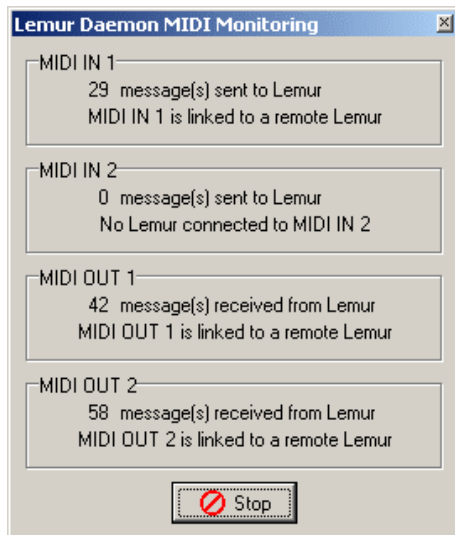 Lemur Daemon MIDI Monitoring
MIDI IN 1
29 message(s) sent to Lemur
MIDI IN 1 is linked to a remote Lemur
MIDI IN 2
0 message(s) sent to Lemur
No Lemur connected to MIDI IN 2
MIDI OUT 1
42 message(s) received from Lemur
MIDI OUT 1 is linked to a remote Lemur
MIDI OUT 2
58 message(s) received from Lemur
MIDI OUT 2 is linked to a remote Lemur
Stop